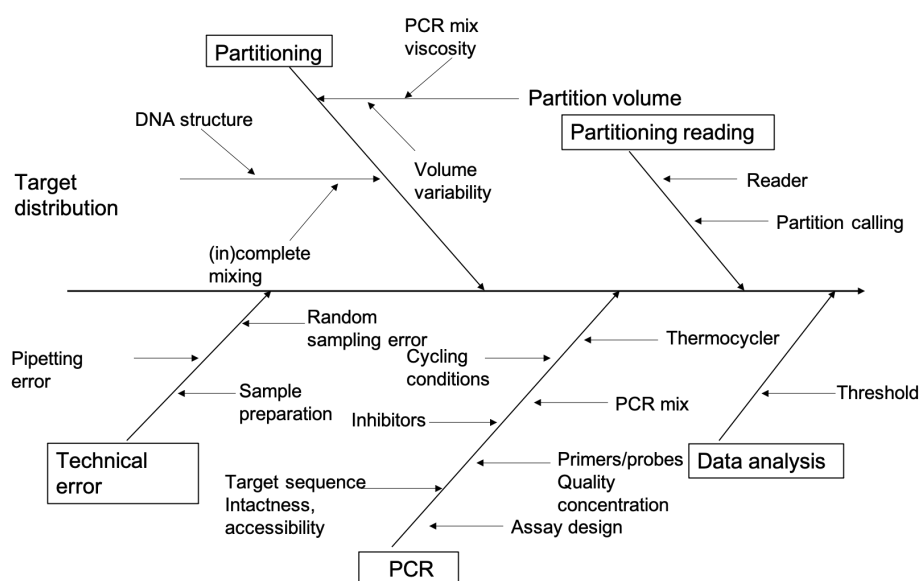 PCR mix
viscosity
Partitioning
Partition volume
DNA structure
Partitioning reading
Volume
variability
Target
distribution
Reader
Partition calling
(in)complete
mixing
Random
sampling error
Pipetting
error
Cycling
conditions
Thermocycler
Sample
preparation
Threshold
PCR mix
Inhibitors
Technical
error
Primers/probes
Quality
concentration
Data analysis
Target sequence
Intactness,
accessibility
Assay design
PCR